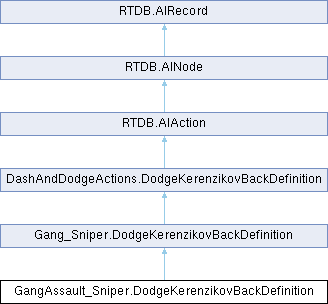 RTDB.AIRecord
RTDB.AINode
RTDB.AIAction
DashAndDodgeActions.DodgeKerenzikovBackDefinition
Gang_Sniper.DodgeKerenzikovBackDefinition
GangAssault_Sniper.DodgeKerenzikovBackDefinition